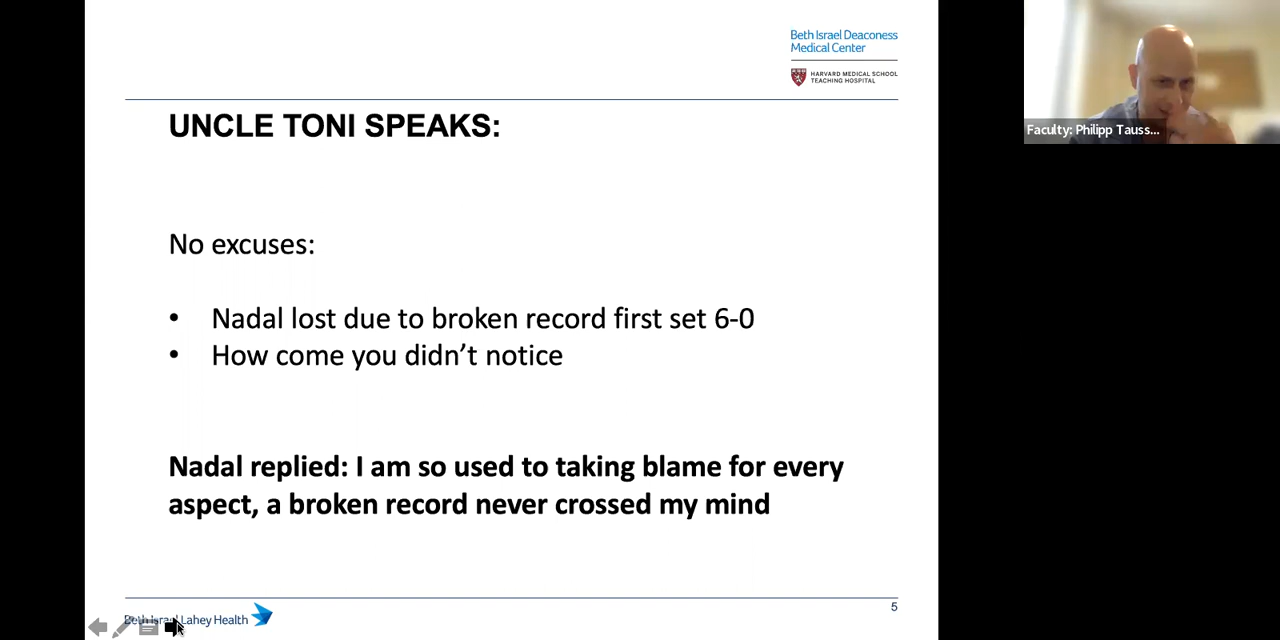 Beth Israel Deaconess
Medical Center
HARVARD MEDICAL SCHOOL
TEACHING HOSPITAL
UNCLE TONI SPEAKS:
No excuses:
• Nadal lost due to broken record first set 6-0
• How come you didn’t notice
Nadal replied: I am so used to taking blame for every
aspect, a broken record never crossed my mind
Beth Israel Lahey Health
5
Faculty: Philipp Tauss...